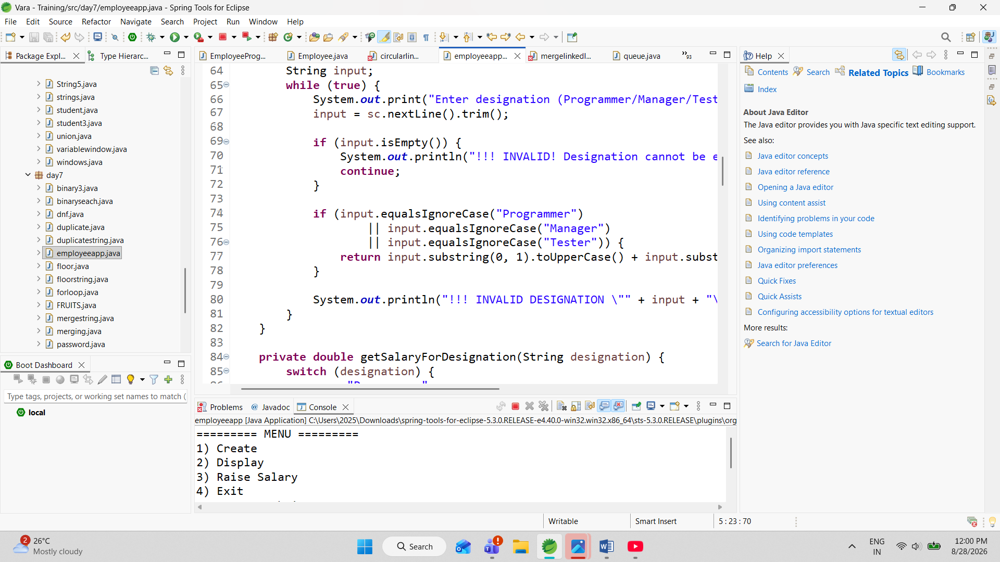 Vara - Training/src/day7/employeeapp.java - Spring Tools for Eclipse
File Edit Source Refactor Navigate Search Project Run Window Help
Package Expl... Type Hierarc...
String5.java
strings.java
student.java
student3.java
union.java
variablewindow.java
windows.java
day7
binary3.java
binaryseach.java
dnf.java
duplicate.java
duplicatestring.java
employeeapp.java
floor.java
floorstring.java
forloop.java
FRUITS.java
mergestring.java
merging.java
password.java
Boot Dashboard
Type tags, projects, or working set names to match (
local
EmployeeProg... Employee.java circularlin... employeeapp... mergelinkedl... queue.java »93
64 String input;
65 while (true) {
66 System.out.print("Enter designation (Programmer/Manager/Test
67 input = sc.nextLine().trim();
68
69 if (input.isEmpty()) {
70 System.out.println("!!! INVALID! Designation cannot be e
71 continue;
72 }
73
74 if (input.equalsIgnoreCase("Programmer")
75 || input.equalsIgnoreCase("Manager")
76 || input.equalsIgnoreCase("Tester")) {
77 return input.substring(0, 1).toUpperCase() + input.subst
78 }
79
80 System.out.println("!!! INVALID DESIGNATION \"" + input + "\
81 }
82 }
83
84 private double getSalaryForDesignation(String designation) {
85 switch (designation) {
Problems @ Javadoc Console
employeeapp [Java Application] C:\Users\2025\Downloads\spring-tools-for-eclipse-5.3.0.RELEASE-e4.40.0-win32.win32.x86_64\sts-5.3.0.RELEASE\plugins\org
========= MENU =========
1) Create
2) Display
3) Raise Salary
4) Exit
Help
Contents Search Related Topics Bookmarks
Index
About Java Editor
The Java editor provides you with Java specific text editing support.
See also:
Java editor concepts
Java editor reference
Opening a Java editor
Using content assist
Identifying problems in your code
Using code templates
Organizing import statements
Java editor preferences
Quick Fixes
Quick Assists
Configuring accessibility options for textual editors
More results:
Search for Java Editor
Writable Smart Insert 5 : 23 : 70
2
26°C
Mostly cloudy
Search
ENG
IN
12:00 PM
8/28/2026